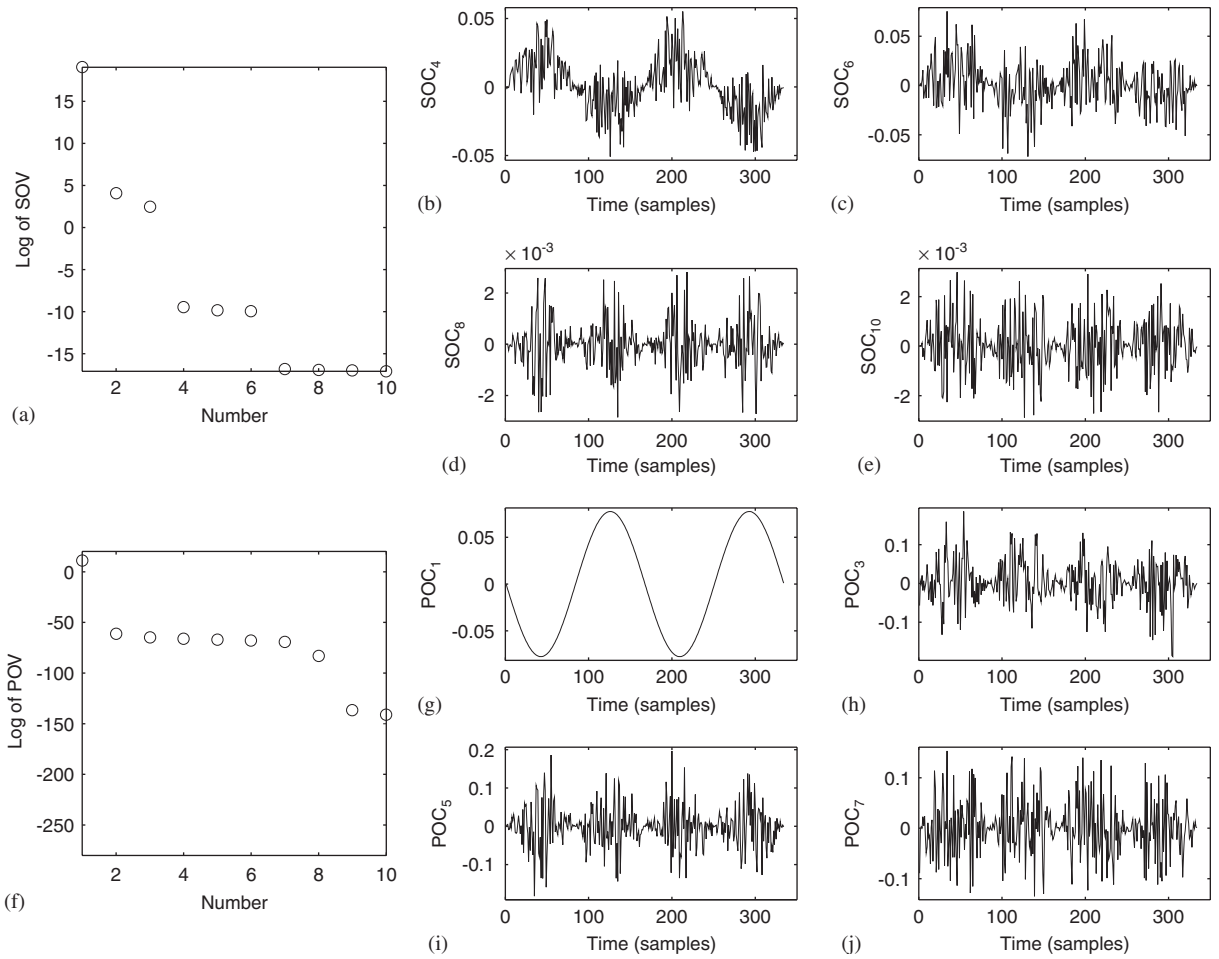 15
10
5
0
-5
-10
-15
2 4 6 8 10
Log of SOV
Number
(a)
0.05
0
-0.05
0 100 200 300
SOC4
Time (samples)
(b)
0.05
0
-0.05
0 100 200 300
SOC6
Time (samples)
(c)
× 10-3
2
0
-2
0 100 200 300
SOC8
Time (samples)
(d)
× 10-3
2
0
-2
0 100 200 300
SOC10
Time (samples)
(e)
0
-50
-100
-150
-200
-250
2 4 6 8 10
Log of POV
Number
(f)
0.05
0
-0.05
0 100 200 300
POC1
Time (samples)
(g)
0.1
0
-0.1
0 100 200 300
POC3
Time (samples)
(h)
0.2
0.1
0
-0.1
0 100 200 300
POC5
Time (samples)
(i)
0.1
0
-0.1
0 100 200 300
POC7
Time (samples)
(j)